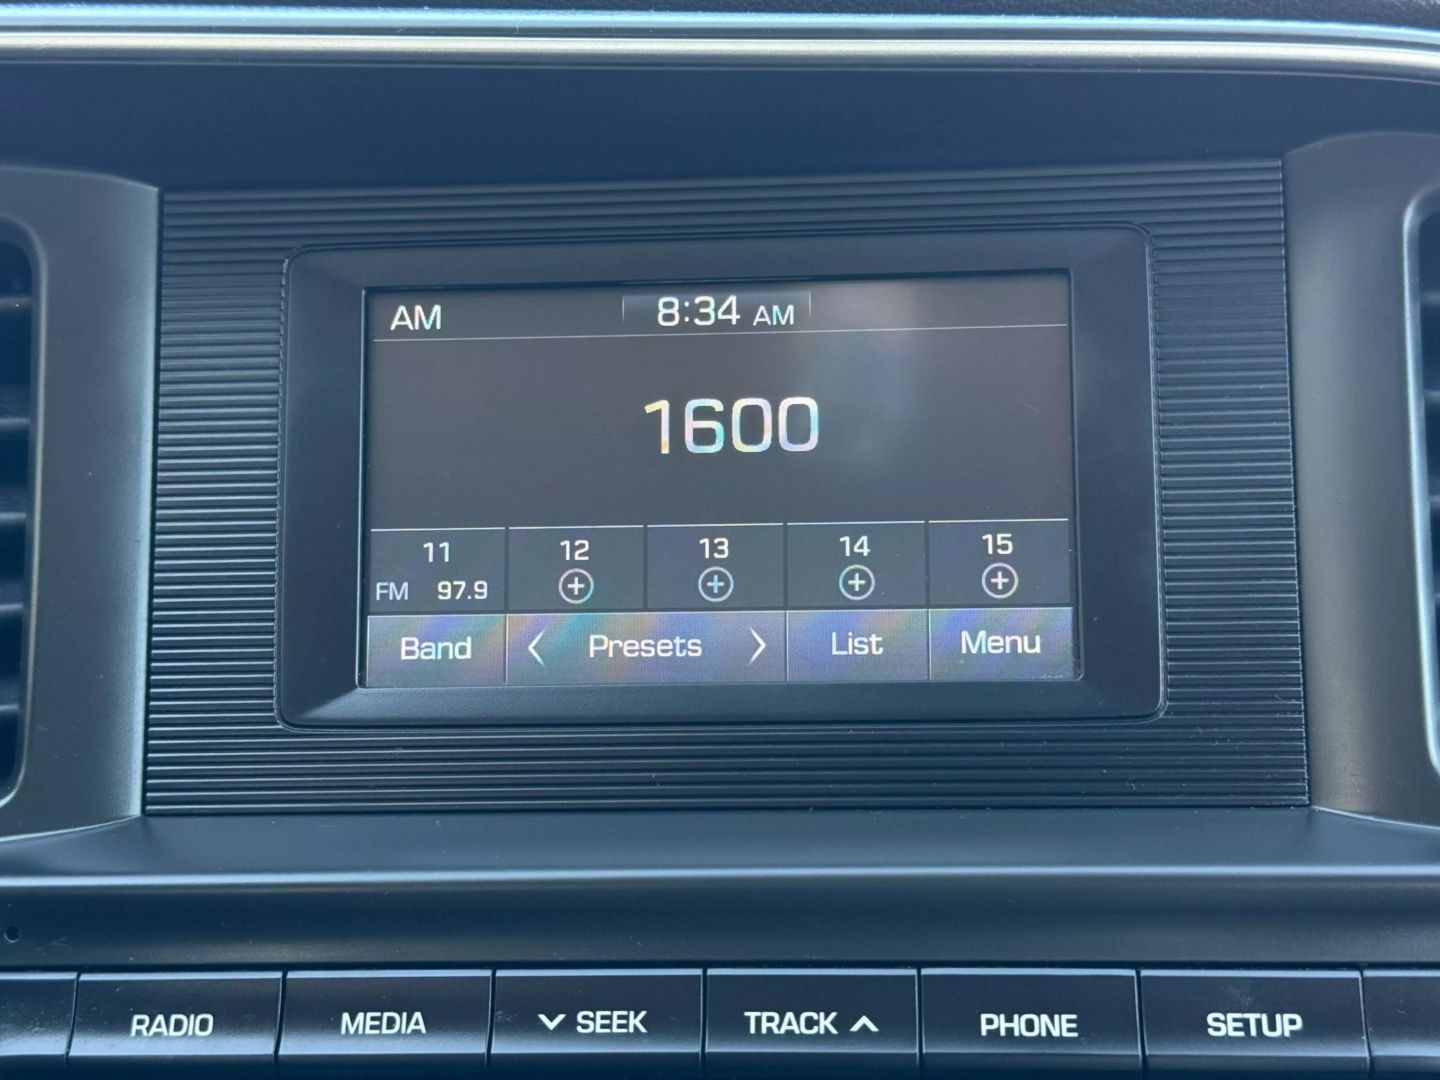 AM 8:34 AM
1600
11 12 13 14 15
FM 97.9 + + + +
Band < Presets > List Menu
RADIO MEDIA SEEK TRACK PHONE SETUP